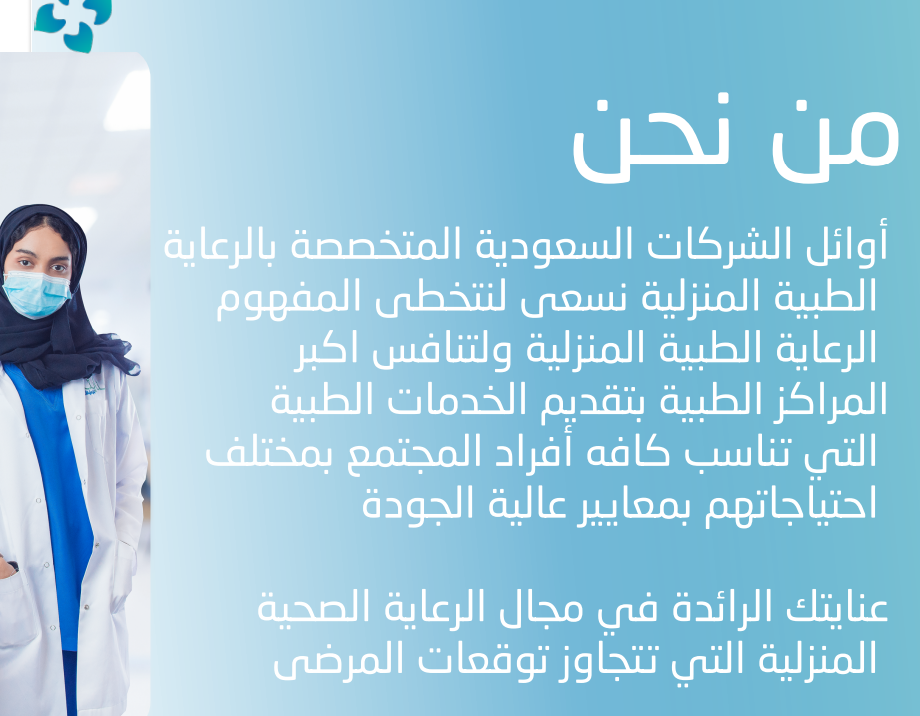 من نحن
أوائل الشركات السعودية المتخصصة بالرعاية
الطبية المنزلية نسعى لنتخطى المفهوم
الرعاية الطبية المنزلية ولتنافس اكبر
المراكز الطبية بتقديم الخدمات الطبية
التي تناسب كافه أفراد المجتمع بمختلف
احتياجاتهم بمعايير عالية الجودة
عنايتك الرائدة في مجال الرعاية الصحية
المنزلية التي تتجاوز توقعات المرضى